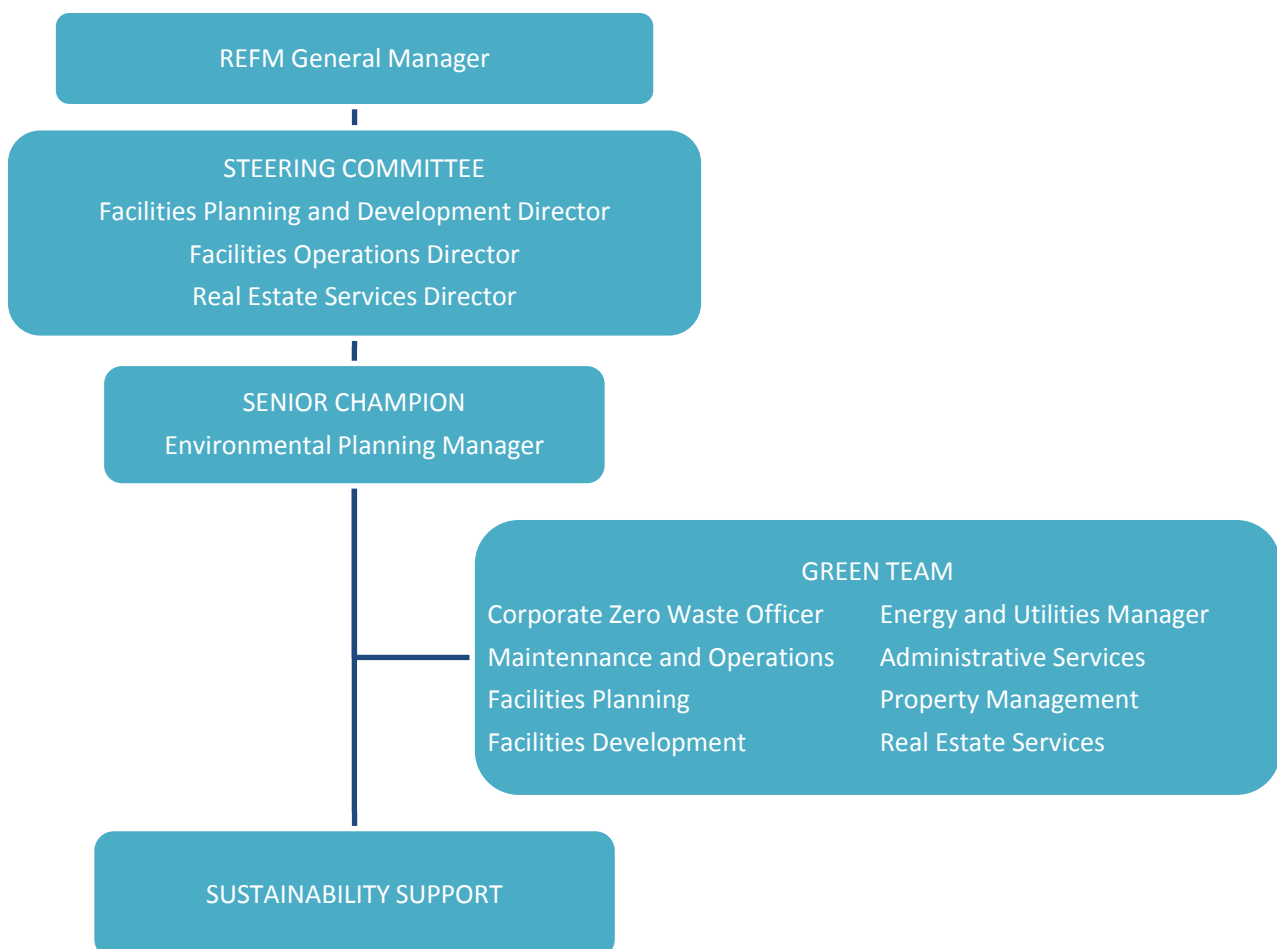 REFM General Manager
STEERING COMMITTEE
Facilities Planning and Development Director
Facilities Operations Director
Real Estate Services Director
SENIOR CHAMPION
Environmental Planning Manager
GREEN TEAM
Corporate Zero Waste Officer
Maintennance and Operations
Facilities Planning
Facilities Development
Energy and Utilities Manager
Administrative Services
Property Management
Real Estate Services
SUSTAINABILITY SUPPORT